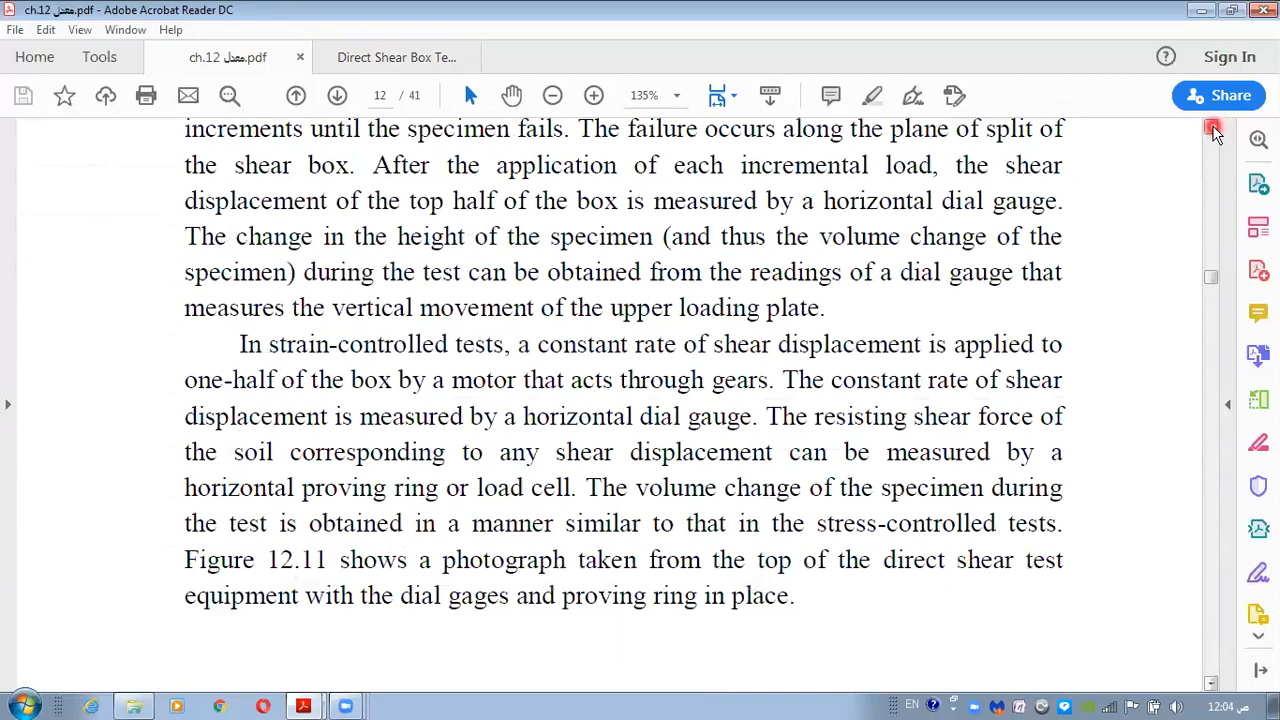 ch.12 معدل.pdf - Adobe Acrobat Reader DC
File Edit View Window Help
Home Tools ch.12 معدل.pdf × Direct Shear Box Te... ? Sign In
12 / 41 135% Share
increments until the specimen fails. The failure occurs along the plane of split of
the shear box. After the application of each incremental load, the shear
displacement of the top half of the box is measured by a horizontal dial gauge.
The change in the height of the specimen (and thus the volume change of the
specimen) during the test can be obtained from the readings of a dial gauge that
measures the vertical movement of the upper loading plate.
In strain-controlled tests, a constant rate of shear displacement is applied to
one-half of the box by a motor that acts through gears. The constant rate of shear
displacement is measured by a horizontal dial gauge. The resisting shear force of
the soil corresponding to any shear displacement can be measured by a
horizontal proving ring or load cell. The volume change of the specimen during
the test is obtained in a manner similar to that in the stress-controlled tests.
Figure 12.11 shows a photograph taken from the top of the direct shear test
equipment with the dial gages and proving ring in place.
EN 12:04 ص